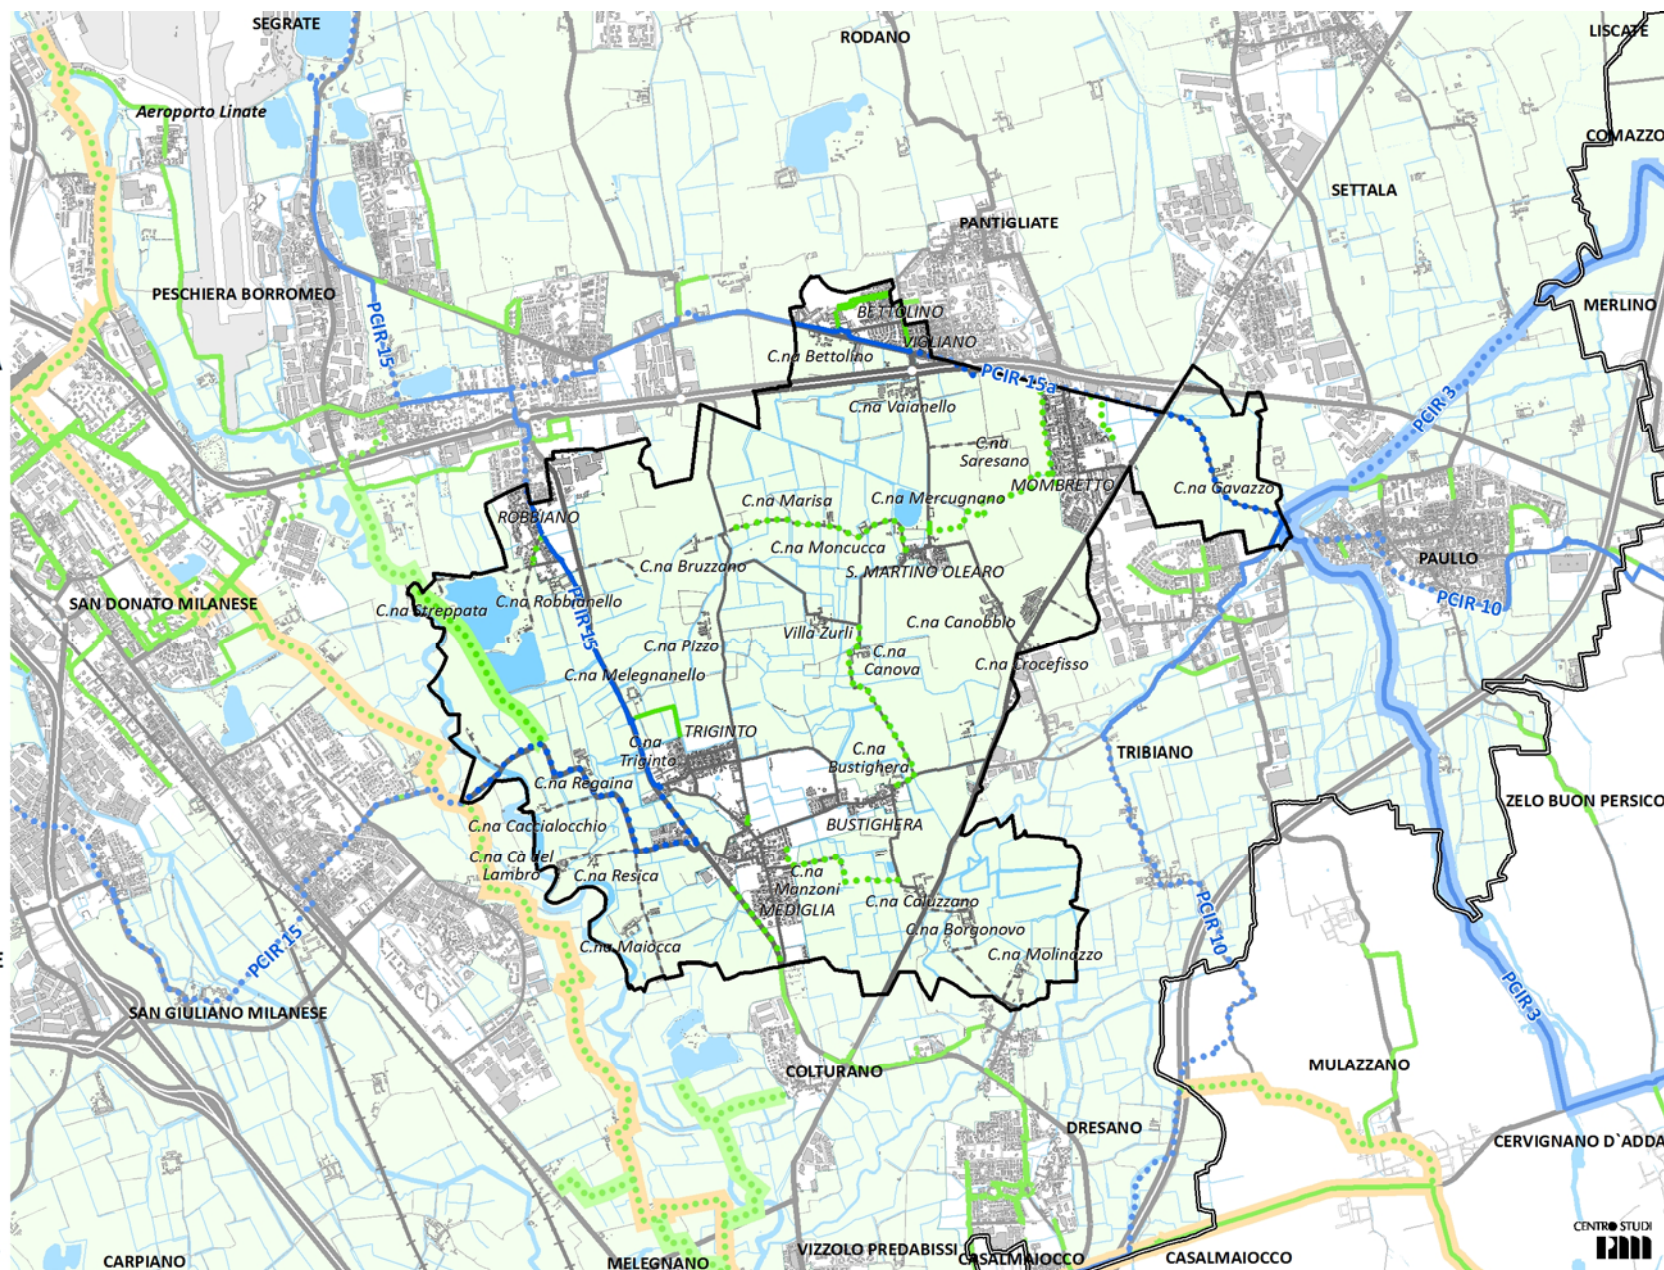 SEGRATE
LISCATE
RODANO
Aeroporto Linate
COMAZZO
SETTALA
PANTIGLIATE
PESCHIERA BORROMEO
MERLINO
BETTOLINO
PCIR 15
VIGLIANO
C.na Bettolino
PCIR 15a
PCIR 3
C.na Vaianello
C.na
Saresano
MOMBRETTO
C.na Gavazzo
C.na Marisa
C.na Mercugnano
ROBBIANO
C.na Moncucca
PAULLO
C.na Bruzzano
S. MARTINO OLEARO
PCIR 10
SAN DONATO MILANESE
C.na Streppata
C.na Robbianello
PCIR 15
Villa Zurli
C.na Canobbio
C.na Pizzo
C.na
Canova
C.na Crocefisso
C.na Melegnanello
TRIGINTO
C.na
Triginto
C.na
Bustighera
TRIBIANO
C.na Regaina
ZELO BUON PERSICO
C.na Caccialocchio
BUSTIGHERA
C.na Cà del
Lambro
C.na Resica
C.na
Manzoni
MEDIGLIA
C.na Caluzzano
PCIR 10
C.na Borgonovo
C.na Maiocca
C.na Molinazzo
PCIR 15
PCIR 3
SAN GIULIANO MILANESE
COLTURANO
MULAZZANO
DRESANO
CERVIGNANO D`ADDA
CENTRO STUDI
PIM
CARPIANO
MELEGNANO
VIZZOLO PREDABISSI
CASALMAIOCCO
CASALMAIOCCO